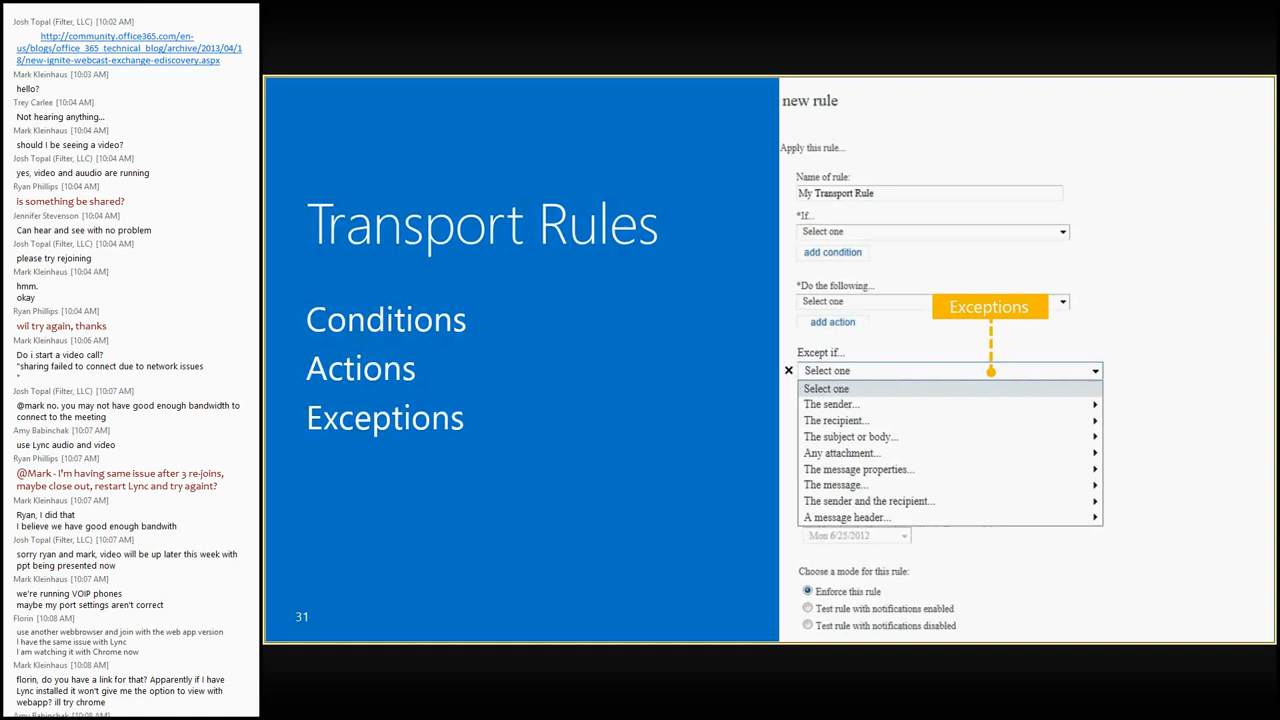 Josh Topal (Filter, LLC) [10:02 AM]
http://community.office365.com/en-
us/blogs/office_365_technical_blog/archive/2013/04/1
8/new-ignite-webcast-exchange-ediscovery.aspx
Mark Kleinhaus [10:03 AM]
hello?
Trey Carlee [10:04 AM]
Not hearing anything...
Mark Kleinhaus [10:04 AM]
should I be seeing a video?
Josh Topal (Filter, LLC) [10:04 AM]
yes, video and auudio are running
Ryan Phillips [10:04 AM]
is something be shared?
Jennifer Stevenson [10:04 AM]
Can hear and see with no problem
Josh Topal (Filter, LLC) [10:04 AM]
please try rejoining
Mark Kleinhaus [10:04 AM]
hmm.
okay
Ryan Phillips [10:04 AM]
wil try again, thanks
Mark Kleinhaus [10:06 AM]
Do i start a video call?
"sharing failed to connect due to network issues
"
Josh Topal (Filter, LLC) [10:07 AM]
@mark no. you may not have good enough bandwidth to
connect to the meeting
Amy Babinchak [10:07 AM]
use Lync audio and video
Ryan Phillips [10:07 AM]
@Mark - I'm having same issue after 3 re-joins,
maybe close out, restart Lync and try againt?
Mark Kleinhaus [10:07 AM]
Ryan, I did that
I believe we have good enough bandwith
Josh Topal (Filter, LLC) [10:07 AM]
sorry ryan and mark, video will be up later this week with
ppt being presented now
Mark Kleinhaus [10:07 AM]
we're running VOIP phones
maybe my port settings aren't correct
Florin [10:08 AM]
use another webbrowser and join with the web app version
I have the same issue with Lync
I am watching it with Chrome now
Mark Kleinhaus [10:08 AM]
florin, do you have a link for that? Apparently if I have
Lync installed it won't give me the option to view with
webapp? ill try chrome
Amy Babinchak [10:08 AM]
Transport Rules
Conditions
Actions
Exceptions
31
new rule
Apply this rule...
Name of rule:
My Transport Rule
*If...
Select one
add condition
*Do the following...
Select one
Exceptions
add action
Except if...
Select one
Select one
The sender...
The recipient...
The subject or body...
Any attachment...
The message properties...
The message...
The sender and the recipient...
A message header...
Mon 6/25/2012
Choose a mode for this rule:
Enforce this rule
Test rule with notifications enabled
Test rule with notifications disabled